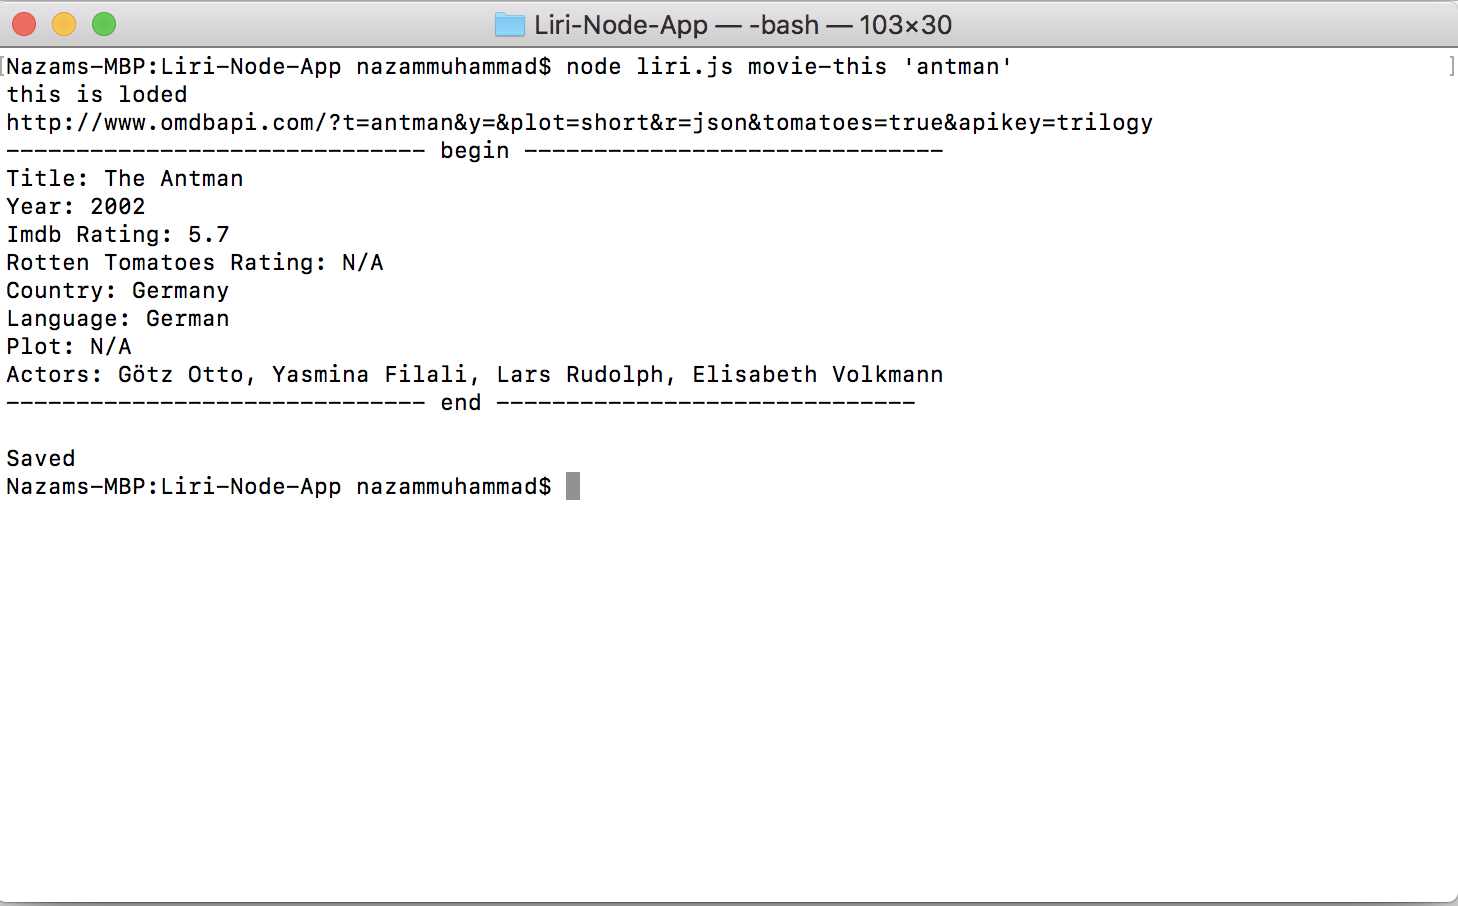 Liri-Node-App — -bash — 103×30
[Nazams-MBP:Liri-Node-App nazammuhammad$ node liri.js movie-this 'antman' ]
this is loded
http://www.omdbapi.com/?t=antman&y=&plot=short&r=json&tomatoes=true&apikey=trilogy
------------------------------ begin ------------------------------
Title: The Antman
Year: 2002
Imdb Rating: 5.7
Rotten Tomatoes Rating: N/A
Country: Germany
Language: German
Plot: N/A
Actors: Götz Otto, Yasmina Filali, Lars Rudolph, Elisabeth Volkmann
------------------------------ end ------------------------------
Saved
Nazams-MBP:Liri-Node-App nazammuhammad$